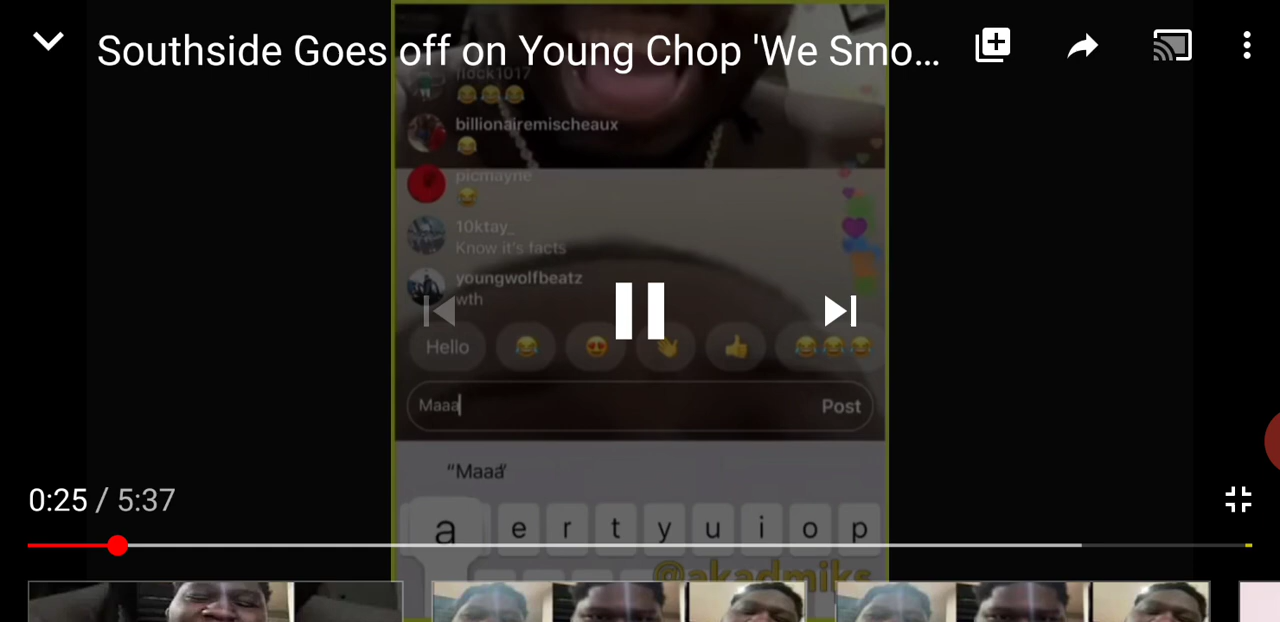 Southside Goes off on Young Chop 'We Smo...
jlock1017
😂😂😂
billionairemischeaux
😂
picmayne
😂
10ktay_
Know it's facts
youngwolfbeatz
wth
Hello 😂 😍 👋 👍 😂😂😂
Maaa Post
“Maaa”
a e r t y u i o p
0:25 / 5:37
@akadmiks